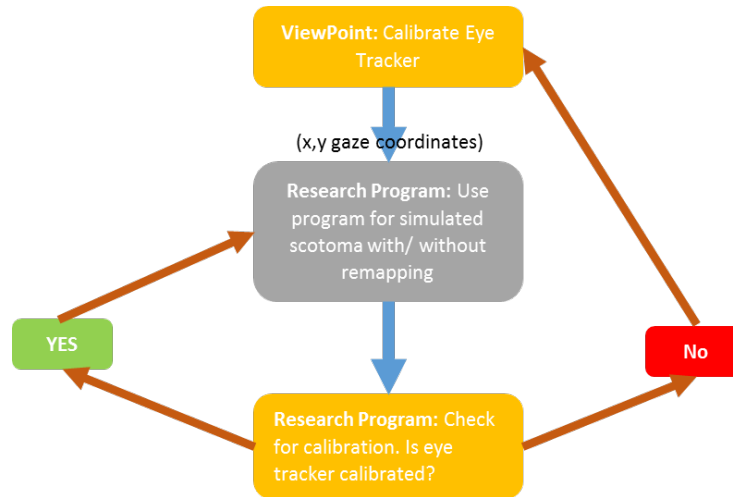 ViewPoint: Calibrate Eye
Tracker
(x,y gaze coordinates)
Research Program: Use
program for simulated
scotoma with/ without
remapping
YES
No
Research Program: Check
for calibration. Is eye
tracker calibrated?